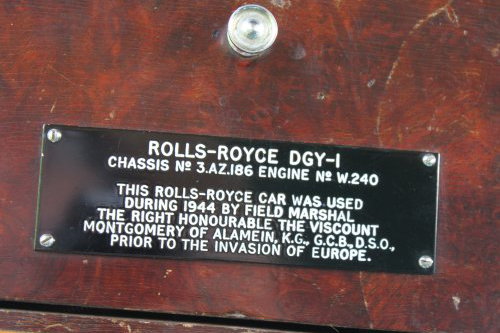 ROLLS-ROYCE DGY-1
CHASSIS Nº 3.AZ.186 ENGINE Nº W.240
THIS ROLLS-ROYCE CAR WAS USED
DURING 1944 BY FIELD MARSHAL
THE RIGHT HONOURABLE THE VISCOUNT
MONTGOMERY OF ALAMEIN, K.G., G.C.B., D.S.O.,
PRIOR TO THE INVASION OF EUROPE.